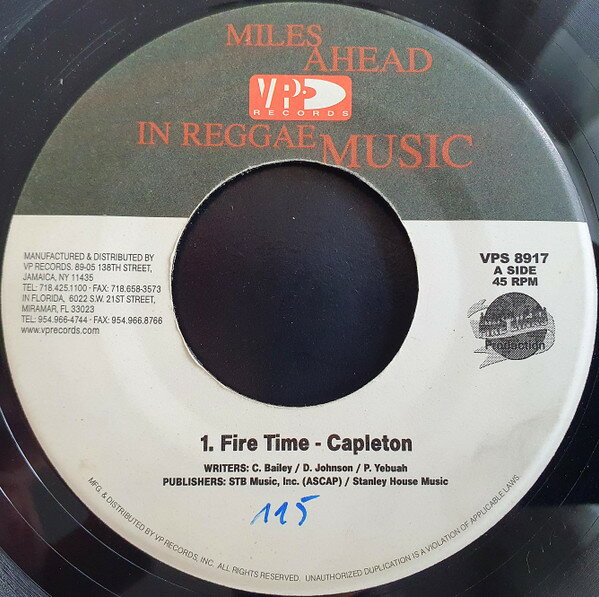 MILES
AHEAD
VP
RECORDS
IN REGGAE MUSIC
MANUFACTURED & DISTRIBUTED BY
VP RECORDS. 89-05 138TH STREET,
JAMAICA, NY 11435
TEL: 718.425.1100 · FAX: 718-658-3573
IN FLORIDA, 6022 S.W. 21ST STREET,
MIRAMAR, FL 33023
TEL: 954.966-4744 · FAX: 954.966.8766
www.vprecords.com
VPS 8917
A SIDE
45 RPM
Production
1. Fire Time - Capleton
WRITERS: C. Bailey / D. Johnson / P. Yebuah
PUBLISHERS: STB Music, Inc. (ASCAP) / Stanley House Music
115
MFG. & DISTRIBUTED BY VP RECORDS, INC. ALL RIGHTS RESERVED. UNAUTHORIZED DUPLICATION IS A VIOLATION OF APPLICABLE LAWS.